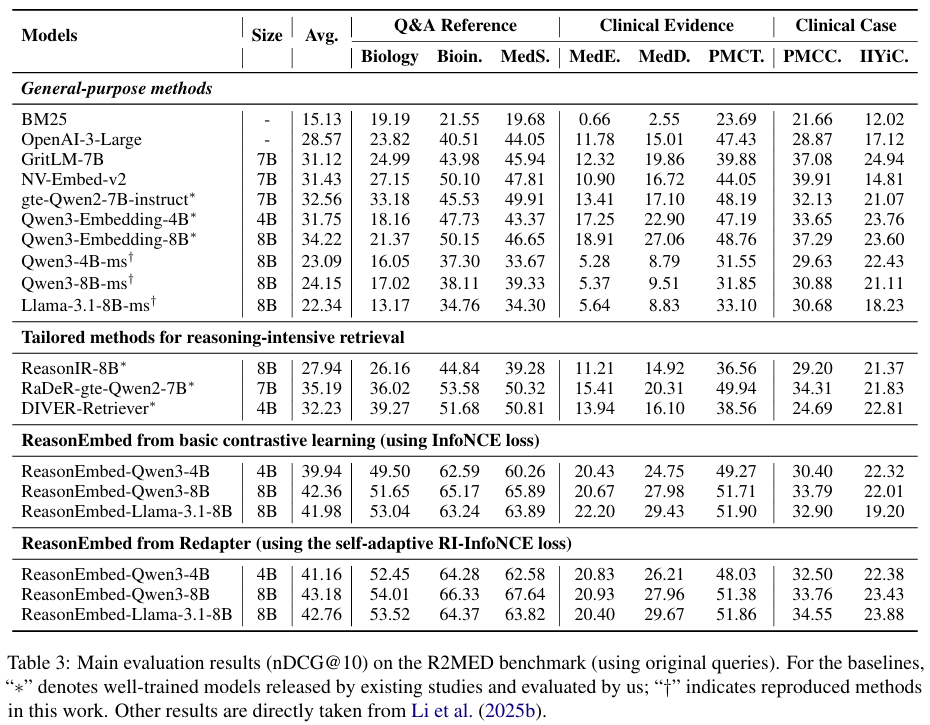 Models Size Avg. Q&A Reference Clinical Evidence Clinical Case
Biology Bioin. MedS. MedE. MedD. PMCT. PMCC. IIYiC.
General-purpose methods
BM25 - 15.13 19.19 21.55 19.68 0.66 2.55 23.69 21.66 12.02
OpenAI-3-Large - 28.57 23.82 40.51 44.05 11.78 15.01 47.43 28.87 17.12
GritLM-7B 7B 31.12 24.99 43.98 45.94 12.32 19.86 39.88 37.08 24.94
NV-Embed-v2 7B 31.43 27.15 50.10 47.81 10.90 16.72 44.05 39.91 14.81
gte-Qwen2-7B-instruct* 7B 32.56 33.18 45.53 49.91 13.41 17.10 48.19 32.13 21.07
Qwen3-Embedding-4B* 4B 31.75 18.16 47.73 43.37 17.25 22.90 47.19 33.65 23.76
Qwen3-Embedding-8B* 8B 34.22 21.37 50.15 46.65 18.91 27.06 48.76 37.29 23.60
Qwen3-4B-ms† 8B 23.09 16.05 37.30 33.67 5.28 8.79 31.55 29.63 22.43
Qwen3-8B-ms† 8B 24.15 17.02 38.11 39.33 5.37 9.51 31.85 30.88 21.11
Llama-3.1-8B-ms† 8B 22.34 13.17 34.76 34.30 5.64 8.83 33.10 30.68 18.23
Tailored methods for reasoning-intensive retrieval
ReasonIR-8B* 8B 27.94 26.16 44.84 39.28 11.21 14.92 36.56 29.20 21.37
RaDeR-gte-Qwen2-7B* 7B 35.19 36.02 53.58 50.32 15.41 20.31 49.94 34.31 21.83
DIVER-Retriever* 4B 32.23 39.27 51.68 50.81 13.94 16.10 38.56 24.69 22.81
ReasonEmbed from basic contrastive learning (using InfoNCE loss)
ReasonEmbed-Qwen3-4B 4B 39.94 49.50 62.59 60.26 20.43 24.75 49.27 30.40 22.32
ReasonEmbed-Qwen3-8B 8B 42.36 51.65 65.17 65.89 20.67 27.98 51.71 33.79 22.01
ReasonEmbed-Llama-3.1-8B 8B 41.98 53.04 63.24 63.89 22.20 29.43 51.90 32.90 19.20
ReasonEmbed from Redapter (using the self-adaptive RI-InfoNCE loss)
ReasonEmbed-Qwen3-4B 4B 41.16 52.45 64.28 62.58 20.83 26.21 48.03 32.50 22.38
ReasonEmbed-Qwen3-8B 8B 43.18 54.01 66.33 67.64 20.93 27.96 51.38 33.76 23.43
ReasonEmbed-Llama-3.1-8B 8B 42.76 53.52 64.37 63.82 20.40 29.67 51.86 34.55 23.88
Table 3: Main evaluation results (nDCG@10) on the R2MED benchmark (using original queries). For the baselines,
“∗” denotes well-trained models released by existing studies and evaluated by us; “†” indicates reproduced methods
in this work. Other results are directly taken from Li et al. (2025b).